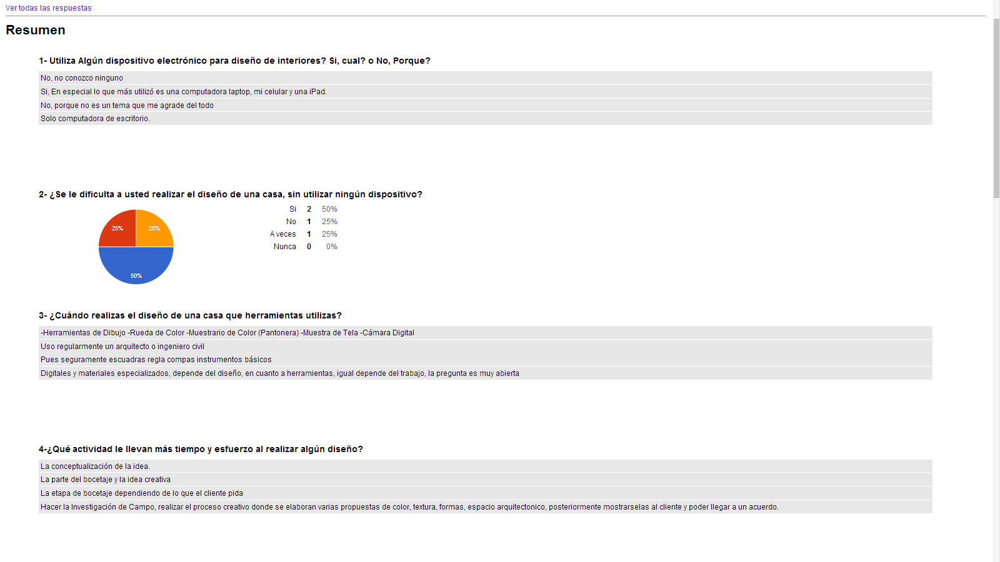 Ver todas las respuestas
Resumen
1- Utiliza Algún dispositivo electrónico para diseño de interiores? Si, cual? o No, Porque?
No, no conozco ninguno
Si, En especial lo que más utilizó es una computadora laptop, mi celular y una iPad.
No, porque no es un tema que me agrade del todo
Solo computadora de escritorio.
2- ¿Se le dificulta a usted realizar el diseño de una casa, sin utilizar ningún dispositivo?
Si 2 50%
No 1 25%
A veces 1 25%
Nunca 0 0%
25% 25%
50%
3- ¿Cuándo realizas el diseño de una casa que herramientas utilizas?
-Herramientas de Dibujo -Rueda de Color -Muestrario de Color (Pantonera) -Muestra de Tela -Cámara Digital
Uso regularmente un arquitecto o ingeniero civil
Pues seguramente escuadras regla compas instrumentos básicos
Digitales y materiales especializados, depende del diseño, en cuanto a herramientas, igual depende del trabajo, la pregunta es muy abierta
4-¿Qué actividad le llevan más tiempo y esfuerzo al realizar algún diseño?
La conceptualización de la idea.
La parte del bocetaje y la idea creativa
La etapa de bocetaje dependiendo de lo que el cliente pida
Hacer la Investigación de Campo, realizar el proceso creativo donde se elaboran varias propuestas de color, textura, formas, espacio arquitectonico, posteriormente mostrarselas al cliente y poder llegar a un acuerdo.